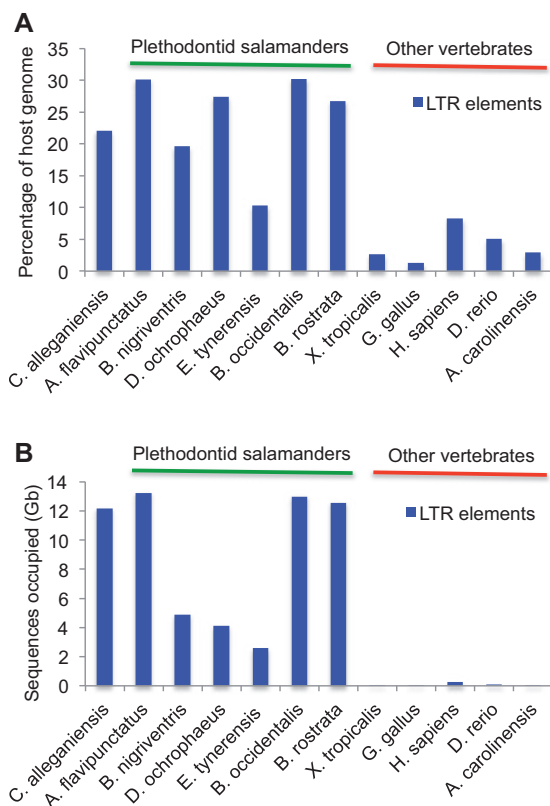 A
Plethodontid salamanders
Other vertebrates
Percentage of host genome
35
30
25
20
15
10
5
0
LTR elements
C. alleganiensis
A. flavipunctatus
B. nigriventris
D. ochrophaeus
E. tynerensis
B. occidentalis
B. rostrata
X. tropicalis
G. gallus
H. sapiens
D. rerio
A. carolinensis
B
Plethodontid salamanders
Other vertebrates
Sequences occupied (Gb)
14
12
10
8
6
4
2
0
LTR elements
C. alleganiensis
A. flavipunctatus
B. nigriventris
D. ochrophaeus
E. tynerensis
B. occidentalis
B. rostrata
X. tropicalis
G. gallus
H. sapiens
D. rerio
A. carolinensis